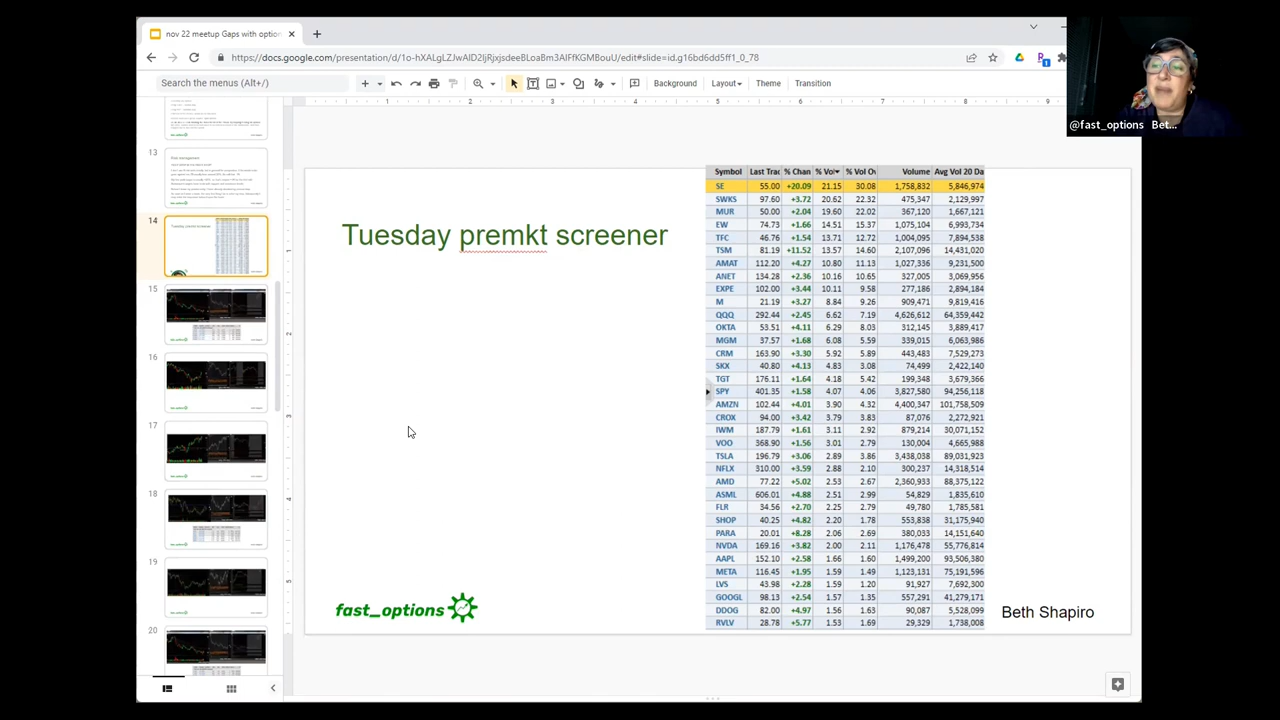 nov 22 meetup Gaps with option
https://docs.google.com/presentation/d/1o-hXALgLZJwAlD2IjRjxjsdeeBLoaBm3AIFfKGMBouU/edit#slide=id.g16bd6dd5ff1_0_78
Search the menus (Alt+/)
Background
Layout
Theme
Transition
@fast_options Bet...
13
14
15
16
17
18
19
20
Tuesday premkt screener
Symbol Last Trad % Chan % Vol Volume Avg Vol 20 Da
SE +20.09
SWKS 97.60 +3.72 20.62 22.32 475,347 2,129,997
MUR 50.00 +2.04 19.60 22.02 367,120 1,667,121
EW 74.73 +1.66 14.51 15.37 1,075,104 6,993,734
TFC 46.76 +1.54 13.71 12.72 1,004,095 7,894,538
TSM 81.19 +11.52 13.57 14.60 2,107,096 14,431,020
AMAT 112.20 +4.27 10.80 11.13 1,027,336 9,231,500
ANET 134.28 +2.36 10.16 10.65 327,005 3,069,956
EXPE 102.00 +3.44 10.11 9.58 277,186 2,894,184
M 21.19 +3.27 8.84 9.26 909,471 9,819,416
QQQ 292.44 +2.45 6.62 7.19 4,626,612 64,359,442
OKTA 53.51 +4.11 6.29 8.03 312,143 3,889,417
MGM 37.57 +1.68 6.08 5.59 339,015 6,063,986
CRM 163.90 +3.30 5.92 5.89 443,483 7,529,273
SKX 40.80 +4.13 4.83 3.08 74,499 2,422,140
TGT 176.11 +1.64 4.18 5.42 199,348 3,679,366
SPY 401.35 +1.58 4.07 4.06 3,827,580 94,256,118
AMZN 102.44 +4.01 3.90 4.32 4,400,347 101,758,509
CROX 94.00 +3.42 3.79 3.83 87,076 2,272,921
IWM 187.79 +1.61 3.11 2.92 879,214 30,071,152
VOO 368.90 +1.56 3.01 2.79 130,004 4,665,988
TSLA 196.79 +3.06 2.89 3.86 3,438,038 89,031,923
NFLX 310.00 +3.59 2.88 2.10 300,237 14,318,514
AMD 77.22 +5.02 2.53 2.67 2,360,933 88,375,122
ASML 606.01 +4.88 2.51 2.99 54,829 1,835,610
FLR 34.56 +2.70 2.25 2.79 49,780 1,785,581
SHOP 40.25 +4.82 2.20 1.78 553,838 31,175,940
PARA 20.01 +8.28 2.06 2.69 380,033 14,151,640
NVDA 169.16 +3.82 2.00 2.11 1,176,478 55,776,814
AAPL 152.10 +2.58 1.66 1.60 1,499,200 93,506,380
META 116.45 +1.95 1.59 1.49 1,123,131 75,191,596
LVS 43.98 +2.28 1.59 1.20 91,927 7,692,300
GOOGL 98.13 +2.54 1.57 1.35 557,291 41,279,171
DDOG 82.00 +4.97 1.56 1.63 90,087 5,528,099
RVLV 28.78 +5.77 1.53 1.69 29,329 1,738,008
fast_options
Beth Shapiro